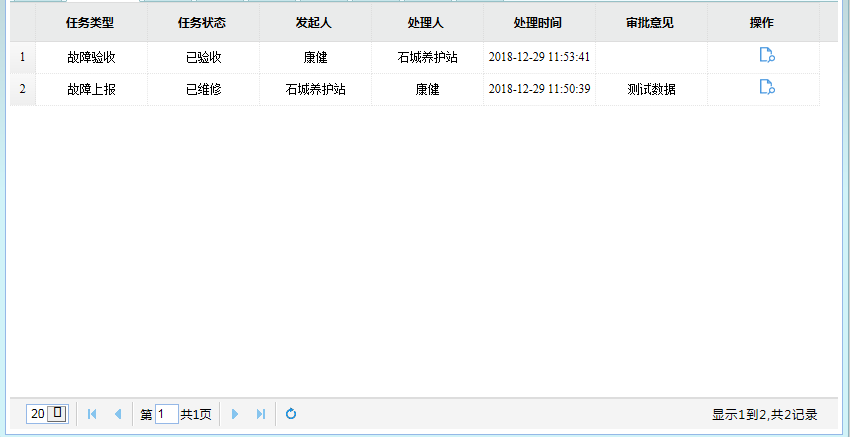 任务类型 任务状态 发起人 处理人 处理时间 审批意见 操作
1 故障验收 已验收 康健 石城养护站 2018-12-29 11:53:41
2 故障上报 已维修 石城养护站 康健 2018-12-29 11:50:39 测试数据
20 第 1 共1页 显示1到2,共2记录